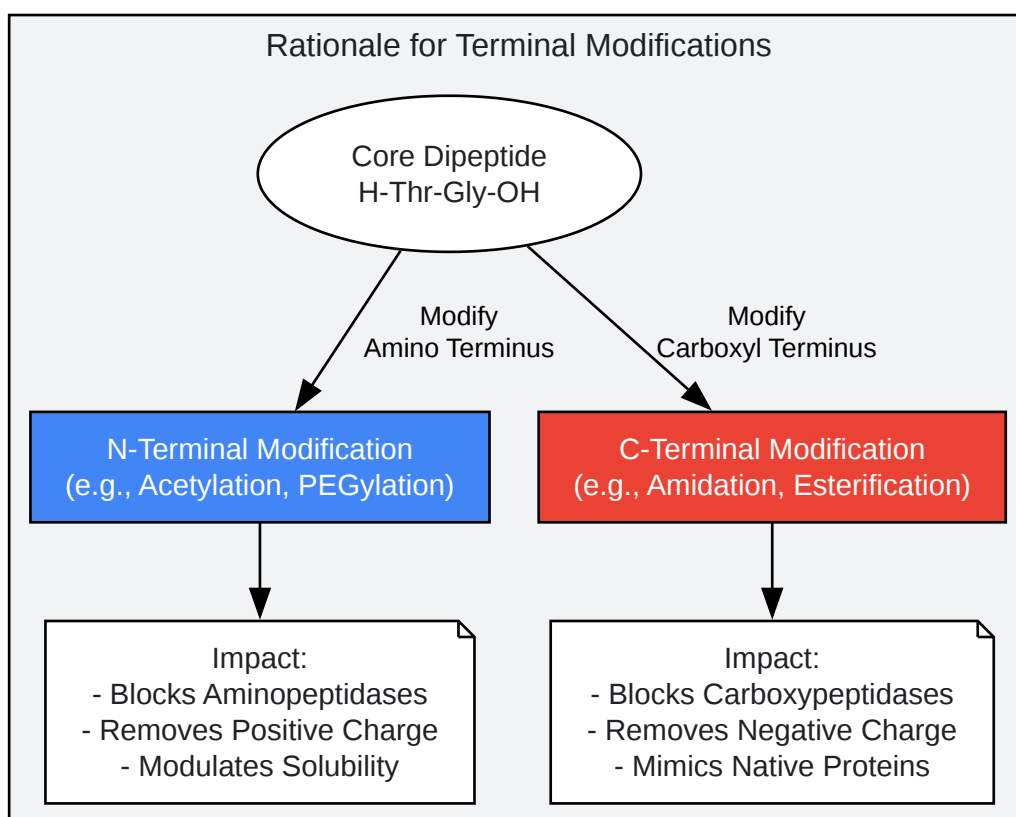 Rationale for Terminal Modifications
Core Dipeptide
H-Thr-Gly-OH
Modify
Amino Terminus
Modify
Carboxyl Terminus
N-Terminal Modification
(e.g., Acetylation, PEGylation)
C-Terminal Modification
(e.g., Amidation, Esterification)
Impact:
- Blocks Aminopeptidases
- Removes Positive Charge
- Modulates Solubility
Impact:
- Blocks Carboxypeptidases
- Removes Negative Charge
- Mimics Native Proteins